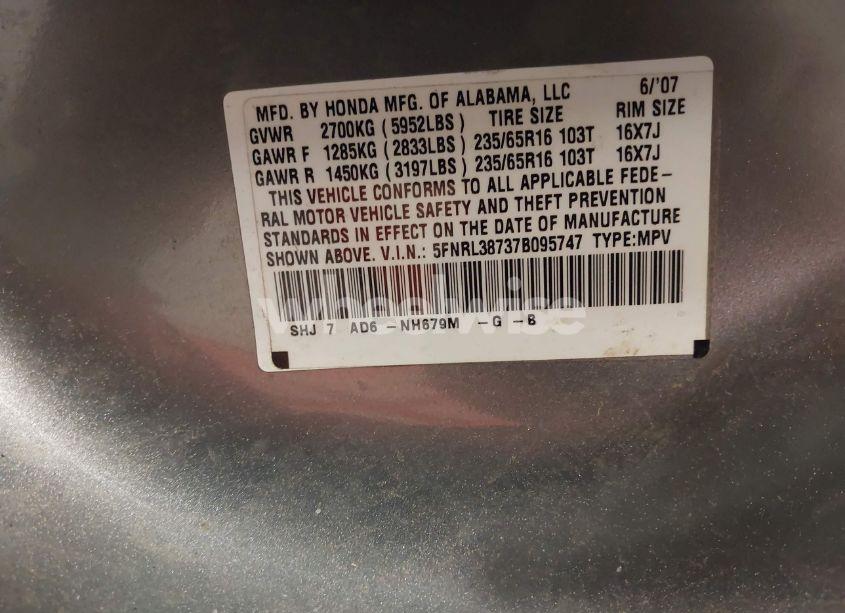 MFD. BY HONDA MFG. OF ALABAMA, LLC 6/'07
GVWR 2700KG (5952LBS) TIRE SIZE RIM SIZE
GAWR F 1285KG (2833LBS) 235/65R16 103T 16X7J
GAWR R 1450KG (3197LBS) 235/65R16 103T 16X7J
THIS VEHICLE CONFORMS TO ALL APPLICABLE FEDE-
RAL MOTOR VEHICLE SAFETY AND THEFT PREVENTION
STANDARDS IN EFFECT ON THE DATE OF MANUFACTURE
SHOWN ABOVE. V.I.N.: 5FNRL38737B095747 TYPE:MPV
wheelwise
SHJ 7 AD6 - NH679M - G - B